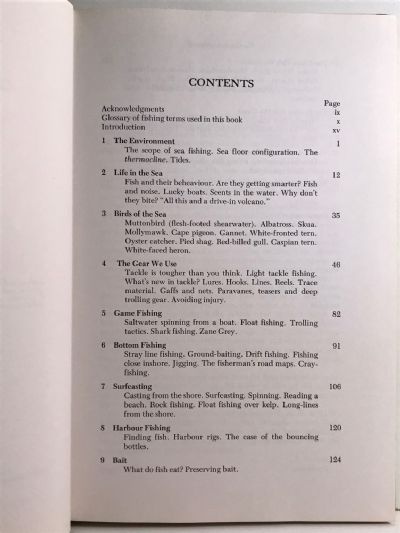 CONTENTS
Page
Acknowledgments ix
Glossary of fishing terms used in this book x
Introduction xv
1 The Environment 1
The scope of sea fishing. Sea floor configuration. The
thermocline. Tides.
2 Life in the Sea 12
Fish and their beheaviour. Are they getting smarter? Fish
and noise. Lucky boats. Scents in the water. Why don't
they bite? "All this and a drive-in volcano."
3 Birds of the Sea 35
Muttonbird (flesh-footed shearwater). Albatross. Skua.
Mollymawk. Cape pigeon. Gannet. White-fronted tern.
Oyster catcher. Pied shag. Red-billed gull. Caspian tern.
White-faced heron.
4 The Gear We Use 46
Tackle is tougher than you think. Light tackle fishing.
What's new in tackle? Lures. Hooks. Lines. Reels. Trace
material. Gaffs and nets. Paravanes, teasers and deep
trolling gear. Avoiding injury.
5 Game Fishing 82
Saltwater spinning from a boat. Float fishing. Trolling
tactics. Shark fishing. Zane Grey.
6 Bottom Fishing 91
Stray line fishing. Ground-baiting. Drift fishing. Fishing
close inshore. Jigging. The fisherman's road maps. Cray-
fishing.
7 Surfcasting 106
Casting from the shore. Surfcasting. Spinning. Reading a
beach. Rock fishing. Float fishing over kelp. Long-lines
from the shore.
8 Harbour Fishing 120
Finding fish. Harbour rigs. The case of the bouncing
bottles.
9 Bait 124
What do fish eat? Preserving bait.